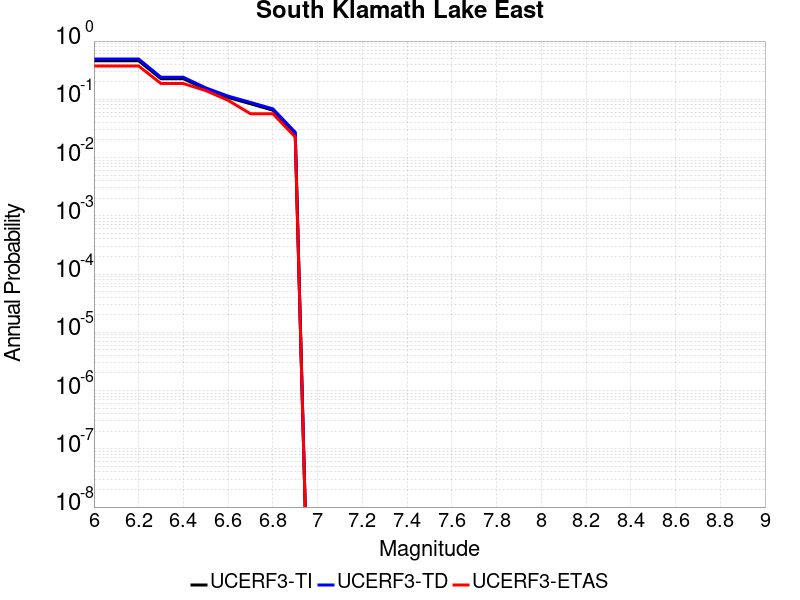 South Klamath Lake East
10^0
10^-1
10^-2
10^-3
10^-4
10^-5
10^-6
10^-7
10^-8
Annual Probability
6 6.2 6.4 6.6 6.8 7 7.2 7.4 7.6 7.8 8 8.2 8.4 8.6 8.8 9
Magnitude
UCERF3-TI UCERF3-TD UCERF3-ETAS